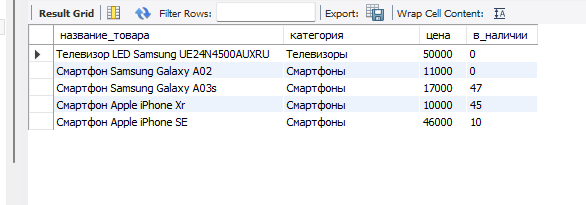 Result Grid Filter Rows: Export: Wrap Cell Content:
название_товара категория цена в_наличии
Телевизор LED Samsung UE24N4500AUXRU Телевизоры 50000 0
Смартфон Samsung Galaxy A02 Смартфоны 11000 0
Смартфон Samsung Galaxy A03s Смартфоны 17000 47
Смартфон Apple iPhone Xr Смартфоны 10000 45
Смартфон Apple iPhone SE Смартфоны 46000 10